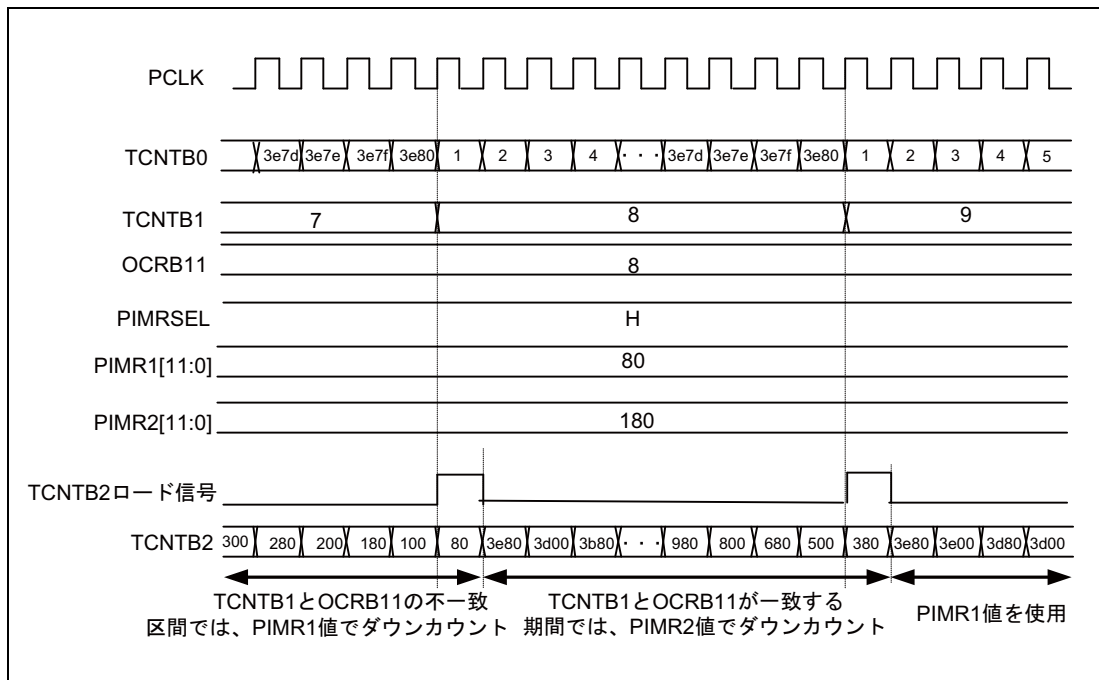 PCLK
TCNTB0 3e7d 3e7e 3e7f 3e80 1 2 3 4 ・・・ 3e7d 3e7e 3e7f 3e80 1 2 3 4 5
TCNTB1 7 8 9
OCRB11 8
PIMRSEL H
PIMR1[11:0] 80
PIMR2[11:0] 180
TCNTB2ロード信号
TCNTB2 300 280 200 180 100 80 3e80 3d00 3b80 ・・・ 980 800 680 500 380 3e80 3e00 3d80 3d00
TCNTB1とOCRB11の不一致
区間では、PIMR1値でダウンカウント
TCNTB1とOCRB11が一致する
期間では、PIMR2値でダウンカウント
PIMR1値を使用